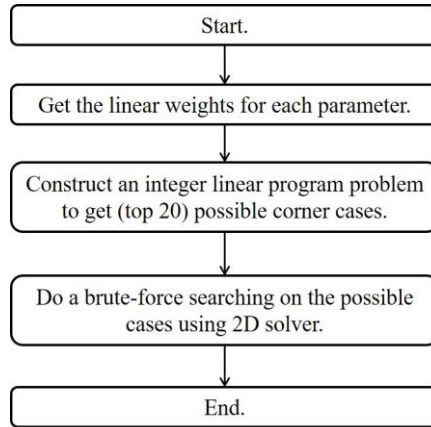 Start.
Get the linear weights for each parameter.
Construct an integer linear program problem
to get (top 20) possible corner cases.
Do a brute-force searching on the possible
cases using 2D solver.
End.